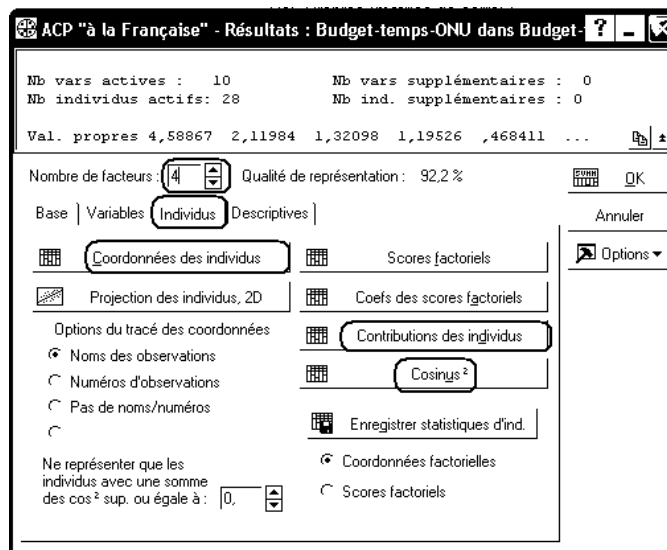 ACP "à la Française" - Résultats : Budget-temps-ONU dans Budget-
Nb vars actives : 10 Nb vars supplémentaires : 0
Nb individus actifs: 28 Nb ind. supplémentaires : 0
Val. propres 4,58867 2,11984 1,32098 1,19526 ,468411 ...
Nombre de facteurs : 4 Qualité de représentation : 92,2 %
OK
Base Variables Individus Descriptives
Annuler
Coordonnées des individus
Scores factoriels
Options
Projection des individus, 2D
Coefs des scores factoriels
Options du tracé des coordonnées
Contributions des individus
Noms des observations
Cosinus ²
Numéros d'observations
Pas de noms/numéros
Enregistrer statistiques d'ind.
Ne représenter que les
individus avec une somme
des cos ² sup. ou égale à : 0,
Coordonnées factorielles
Scores factoriels